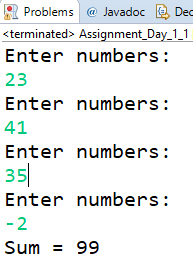 Problems @ Javadoc Dec
<terminated> Assignment_Day_1_1
Enter numbers:
23
Enter numbers:
41
Enter numbers:
35
Enter numbers:
-2
Sum = 99